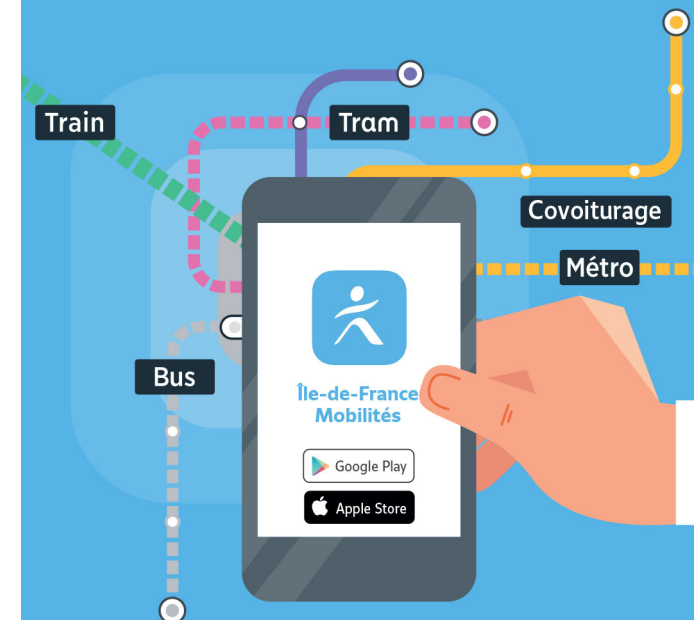 Train
Tram
Covoiturage
Métro
Bus
Île-de-France
Mobilités
Google Play
Apple Store